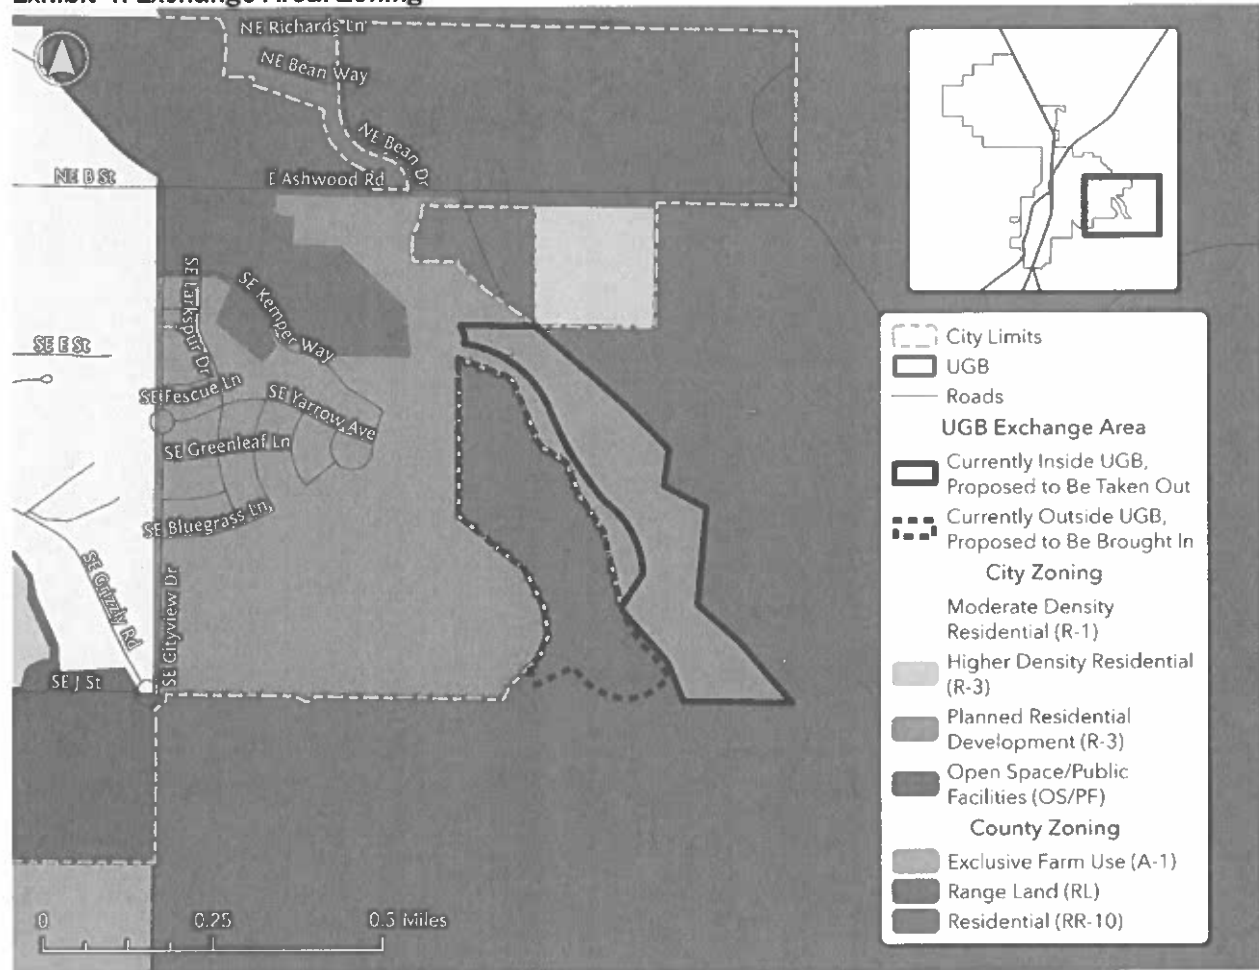 NE Richards Ln
NE Bean Way
NE Bean Dr
NE B St
E Ashwood Rd
SE Larkspur Dr
SE Kemper Way
SE E St
SE Fescue Ln
SE Yarrow Ave
SE Greenleaf Ln
SE Bluegrass Ln
SE Grizzly Rd
SE Cityview Dr
SE J St
0 0.25 0.5 Miles
City Limits
UGB
Roads
UGB Exchange Area
Currently Inside UGB,
Proposed to Be Taken Out
Currently Outside UGB,
Proposed to Be Brought In
City Zoning
Moderate Density
Residential (R-1)
Higher Density Residential
(R-3)
Planned Residential
Development (R-3)
Open Space/Public
Facilities (OS/PF)
County Zoning
Exclusive Farm Use (A-1)
Range Land (RL)
Residential (RR-10)